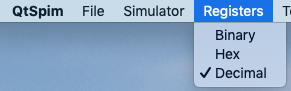 QtSpim File Simulator Registers
Binary
Hex
✓ Decimal